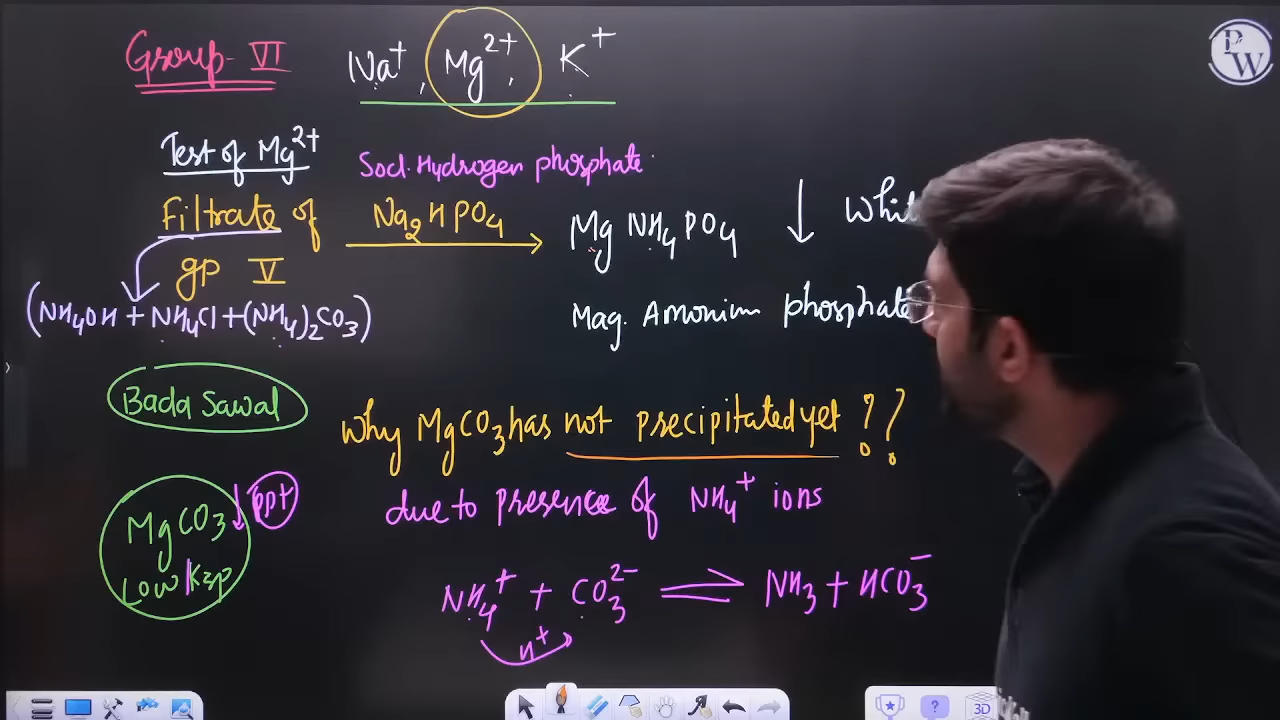 Group-VI Na⁺, Mg²⁺, K⁺
PW
Test of Mg²⁺
Sod. Hydrogen phosphate
Filtrate of gp V
Na₂HPO₄
MgNH₄PO₄ ↓
(NH₄OH + NH₄Cl + (NH₄)₂CO₃)
Mag. Amonium phosphate
Bada Sawal
Why MgCO₃ has not precipitated yet ??
MgCO₃ ↓ ppt
Low Ksp
due to presence of NH₄⁺ ions
NH₄⁺ + CO₃²⁻ ⇌ NH₃ + HCO₃⁻
H⁺
?
3D